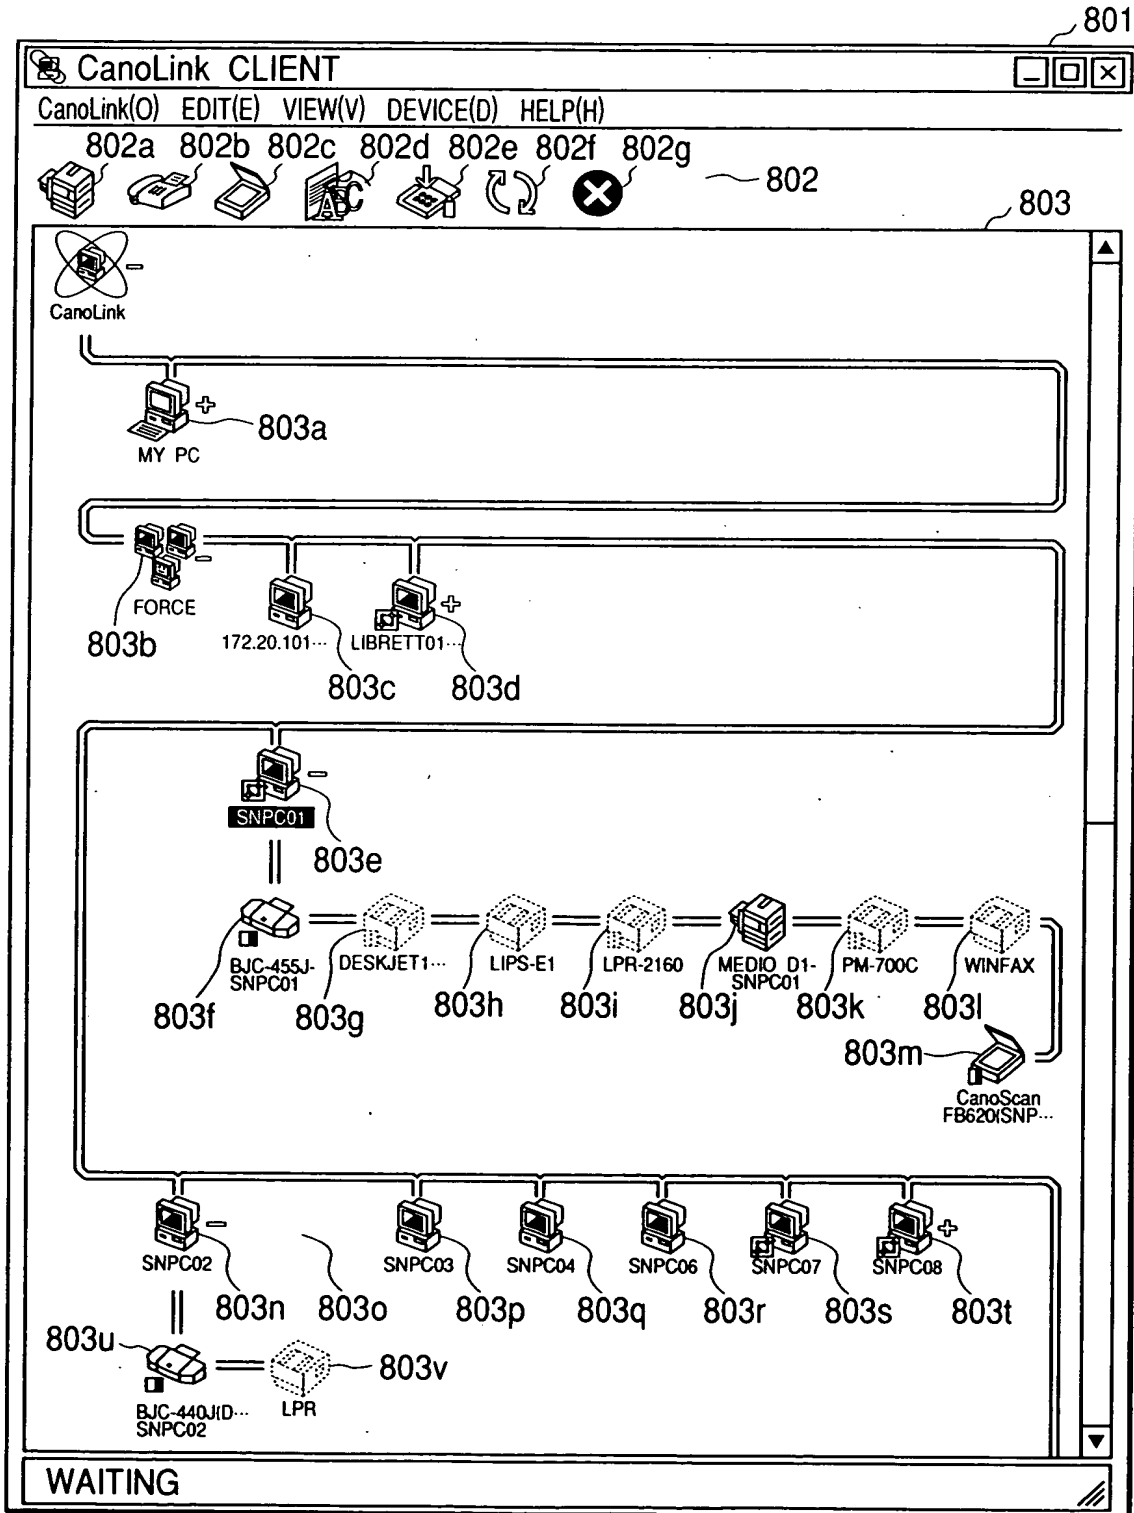 801
CanoLink CLIENT
CanoLink(O) EDIT(E) VIEW(V) DEVICE(D) HELP(H)
802a 802b 802c 802d 802e 802f 802g
802
ABC
803
CanoLink
803a
MY PC
FORCE
803b
172.20.101··· LIBRETT01···
803c 803d
SNPC01
803e
BJC-455J-
SNPC01
DESKJET1···
LIPS-E1
LPR-2160
MEDIO D1-
SNPC01
PM-700C
WINFAX
803f 803g 803h 803i 803j 803k 803l
803m
CanoScan
FB620(SNP···
SNPC02 SNPC03 SNPC04 SNPC06 SNPC07 SNPC08
803n 803o 803p 803q 803r 803s 803t
803u
803v
BJC-440J(D···
SNPC02
LPR
WAITING